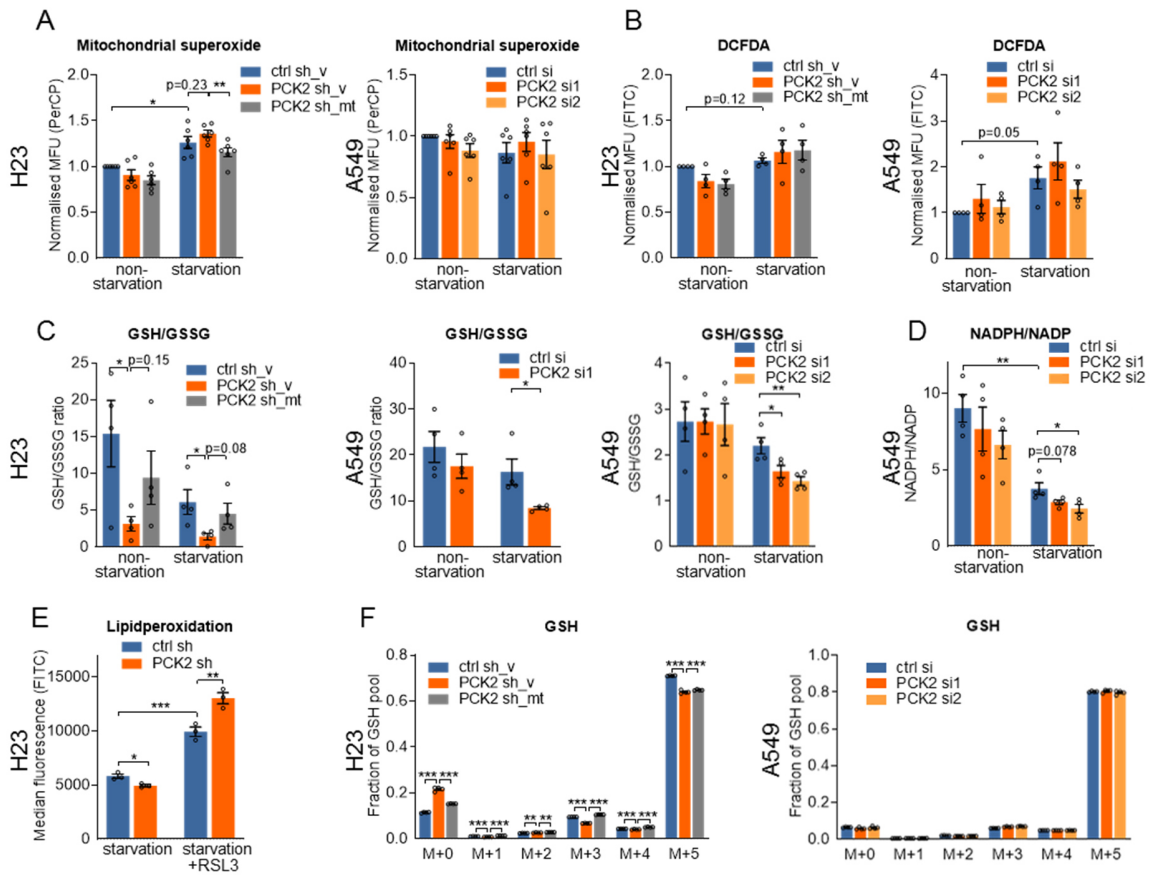 A
Mitochondrial superoxide
H23
Normalised MFU (PerCP)
2.0
1.5
1.0
0.5
0.0
ctrl sh_v
PCK2 sh_v
PCK2 sh_mt
p=0.23
**
*
non-
starvation
starvation
Mitochondrial superoxide
A549
Normalised MFU (PerCP)
1.5
1.0
0.5
0.0
ctrl si
PCK2 si1
PCK2 si2
non-
starvation
starvation
B
DCFDA
H23
Normalised MFU (FITC)
2.0
1.5
1.0
0.5
0.0
ctrl sh_v
PCK2 sh_v
PCK2 sh_mt
p=0.12
non-
starvation
starvation
DCFDA
A549
Normalised MFU (FITC)
4
3
2
1
0
ctrl si
PCK2 si1
PCK2 si2
p=0.05
non-
starvation
starvation
C
GSH/GSSG
H23
GSH/GSSG ratio
25
20
15
10
5
0
ctrl sh_v
PCK2 sh_v
PCK2 sh_mt
*
p=0.15
*
p=0.08
non-
starvation
starvation
GSH/GSSG
A549
GSH/GSSG ratio
40
30
20
10
0
ctrl si
PCK2 si1
*
non-
starvation
starvation
GSH/GSSG
A549
GSH/GSSG
4
3
2
1
0
ctrl si
PCK2 si1
PCK2 si2
**
*
non-
starvation
starvation
D
NADPH/NADP
A549
NADPH/NADP
10
5
0
ctrl si
PCK2 si1
PCK2 si2
**
*
p=0.078
non-
starvation
starvation
E
Lipidperoxidation
H23
Median fluorescence (FITC)
15000
10000
5000
0
ctrl sh
PCK2 sh
**
***
*
starvation
starvation
+RSL3
F
GSH
H23
Fraction of GSH pool
0.8
0.6
0.4
0.2
0.0
ctrl sh_v
PCK2 sh_v
PCK2 sh_mt
*** ***
*** ***
*** ***
** **
*** ***
*** ***
M+0
M+1
M+2
M+3
M+4
M+5
GSH
A549
Fraction of GSH pool
1.0
0.8
0.6
0.4
0.2
0.0
ctrl si
PCK2 si1
PCK2 si2
M+0
M+1
M+2
M+3
M+4
M+5